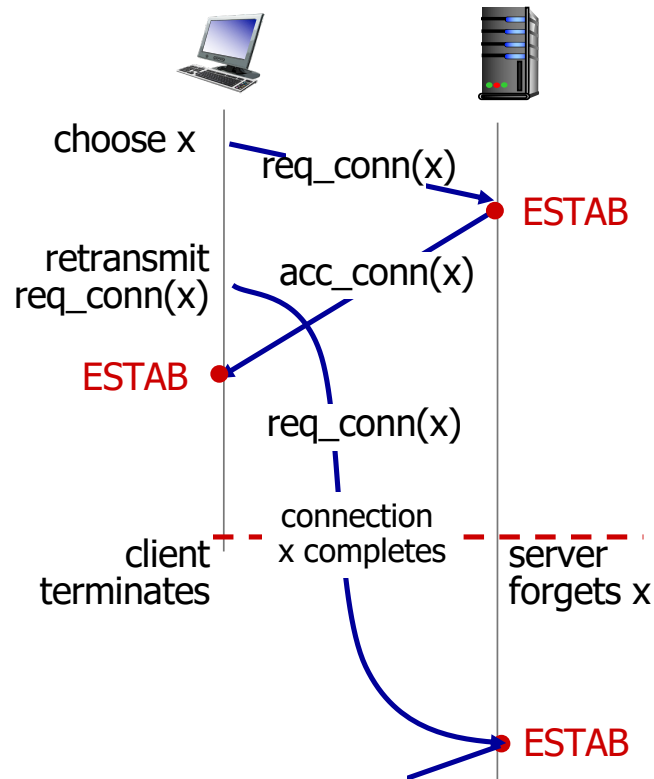 choose x
req_conn(x)
ESTAB
retransmit
req_conn(x)
acc_conn(x)
ESTAB
req_conn(x)
connection
x completes
client
terminates
server
forgets x
ESTAB